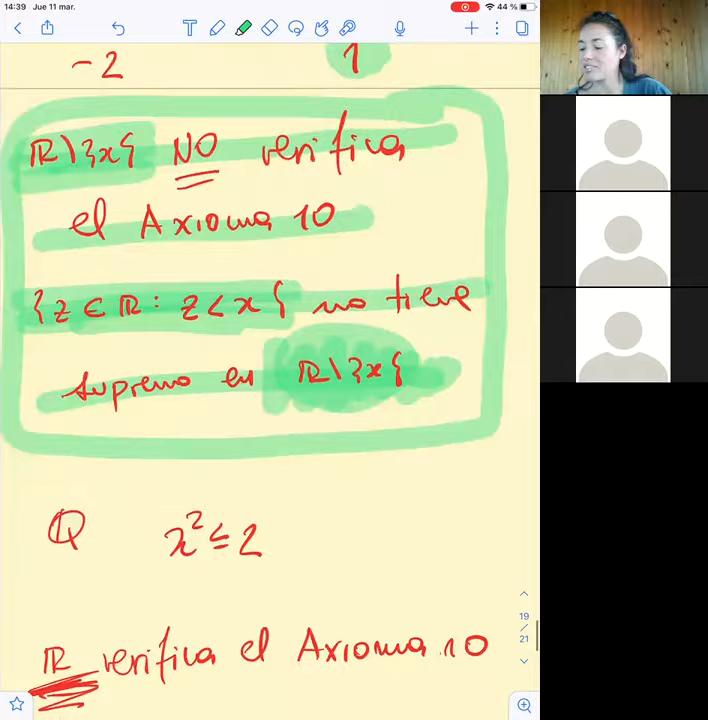 14:39 Jue 11 mar.
44 %
-2
1
ℝ\{x} NO verifica
el Axioma 10
{z ∈ ℝ : z < x} no tiene
supremo en ℝ\{x}
ℚ x² ≤ 2
ℝ verifica el Axioma 10
19
/
21